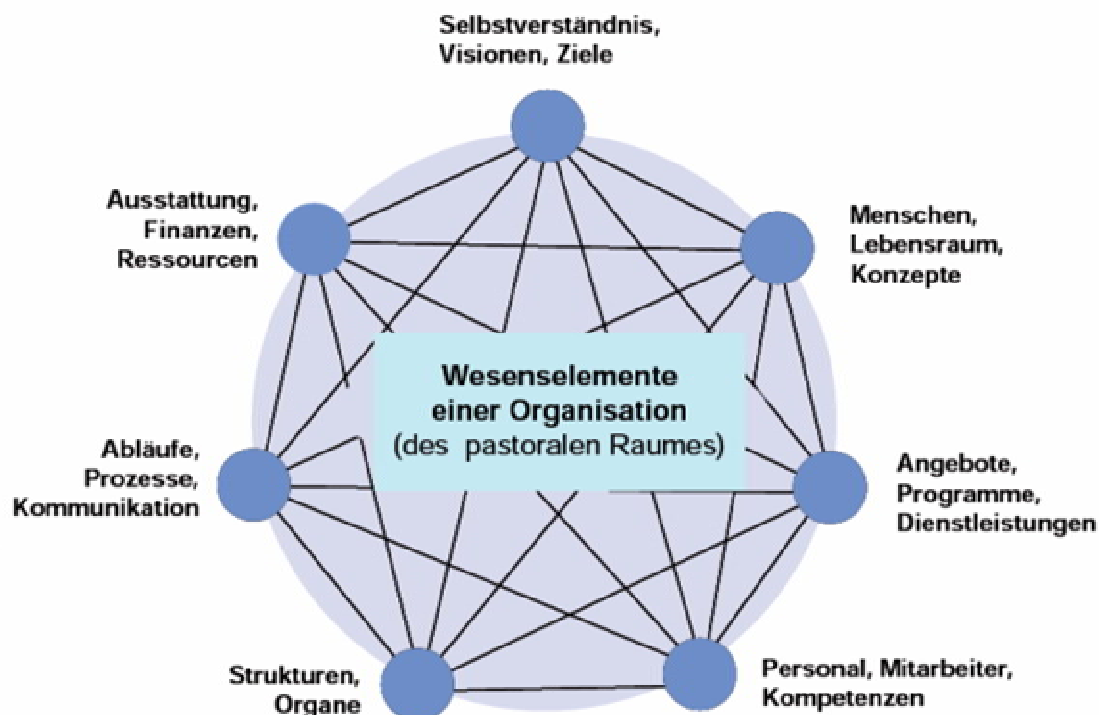 Selbstverständnis,
Visionen, Ziele
Ausstattung,
Finanzen,
Ressourcen
Menschen,
Lebensraum,
Konzepte
Wesenselemente
einer Organisation
(des pastoralen Raumes)
Abläufe,
Prozesse,
Kommunikation
Angebote,
Programme,
Dienstleistungen
Strukturen,
Organe
Personal, Mitarbeiter,
Kompetenzen